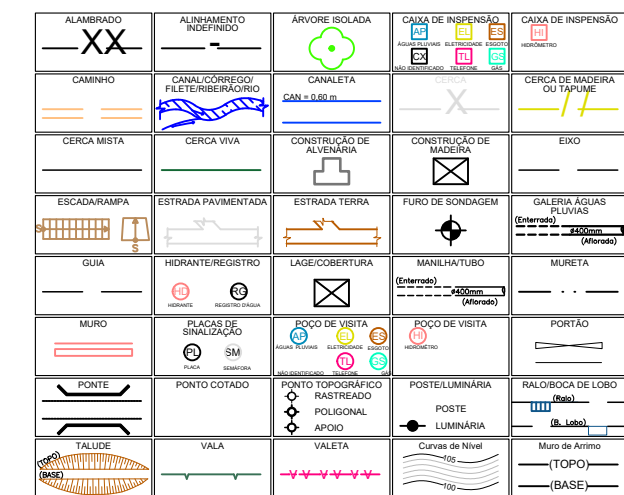 ALAMBRADO
XX
ALINHAMENTO
INDEFINIDO
ÁRVORE ISOLADA
CAIXA DE INSPENSÃO
AP EL ES
ÁGUAS PLUVIAIS ELETRICIDADE ESGOTO
CX TL GS
NÃO IDENTIFICADO TELEFONE GÁS
CAIXA DE INSPENSÃO
HI
HIDRÔMETRO
CAMINHO
CANAL/CÓRREGO/
FILETE/RIBEIRÃO/RIO
CANALETA
CAN = 0.60 m
CERCA
X
CERCA DE MADEIRA
OU TAPUME
CERCA MISTA
CERCA VIVA
CONSTRUÇÃO DE
ALVENÁRIA
CONSTRUÇÃO DE
MADEIRA
EIXO
ESCADA/RAMPA
S
S
ESTRADA PAVIMENTADA
ESTRADA TERRA
FURO DE SONDAGEM
GALERIA ÁGUAS
PLUVIAS
(Enterrado)
ø400mm
(Aflorado)
GUIA
HIDRANTE/REGISTRO
HD RG
HIDRANTE REGISTRO D'ÁGUA
LAGE/COBERTURA
MANILHA/TUBO
(Enterrado)
ø400mm
(Aflorado)
MURETA
MURO
PLACAS DE
SINALIZAÇÃO
PL SM
PLACA SEMÁFORA
POÇO DE VISITA
AP EL ES
ÁGUAS PLUVIAIS ELETRICIDADE ESGOTO
TL GS
NÃO IDENTIFICADO TELEFONE GÁS
POÇO DE VISITA
HI
HIDRÔMETRO
PORTÃO
PONTE
PONTO COTADO
PONTO TOPOGRÁFICO
RASTREADO
POLIGONAL
APOIO
POSTE/LUMINÁRIA
POSTE
LUMINÁRIA
RALO/BOCA DE LOBO
(Ralo)
(B. Lobo)
TALUDE
(TOPO)
(BASE)
VALA
VALETA
V V V V V
Curvas de Nível
105
100
Muro de Arrimo
(TOPO)
(BASE)